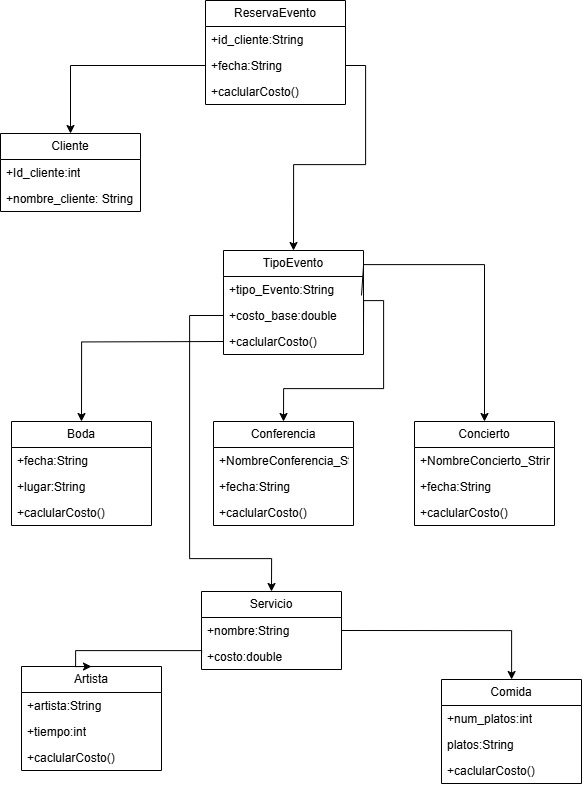 ReservaEvento
+id_cliente:String
+fecha:String
+caclularCosto()
Cliente
+Id_cliente:int
+nombre_cliente: String
TipoEvento
+tipo_Evento:String
+costo_base:double
+caclularCosto()
Boda
+fecha:String
+lugar:String
+caclularCosto()
Conferencia
+NombreConferencia_St
+fecha:String
+caclularCosto()
Concierto
+NombreConcierto_Strin
+fecha:String
+caclularCosto()
Servicio
+nombre:String
+costo:double
Artista
+artista:String
+tiempo:int
+caclularCosto()
Comida
+num_platos:int
platos:String
+caclularCosto()